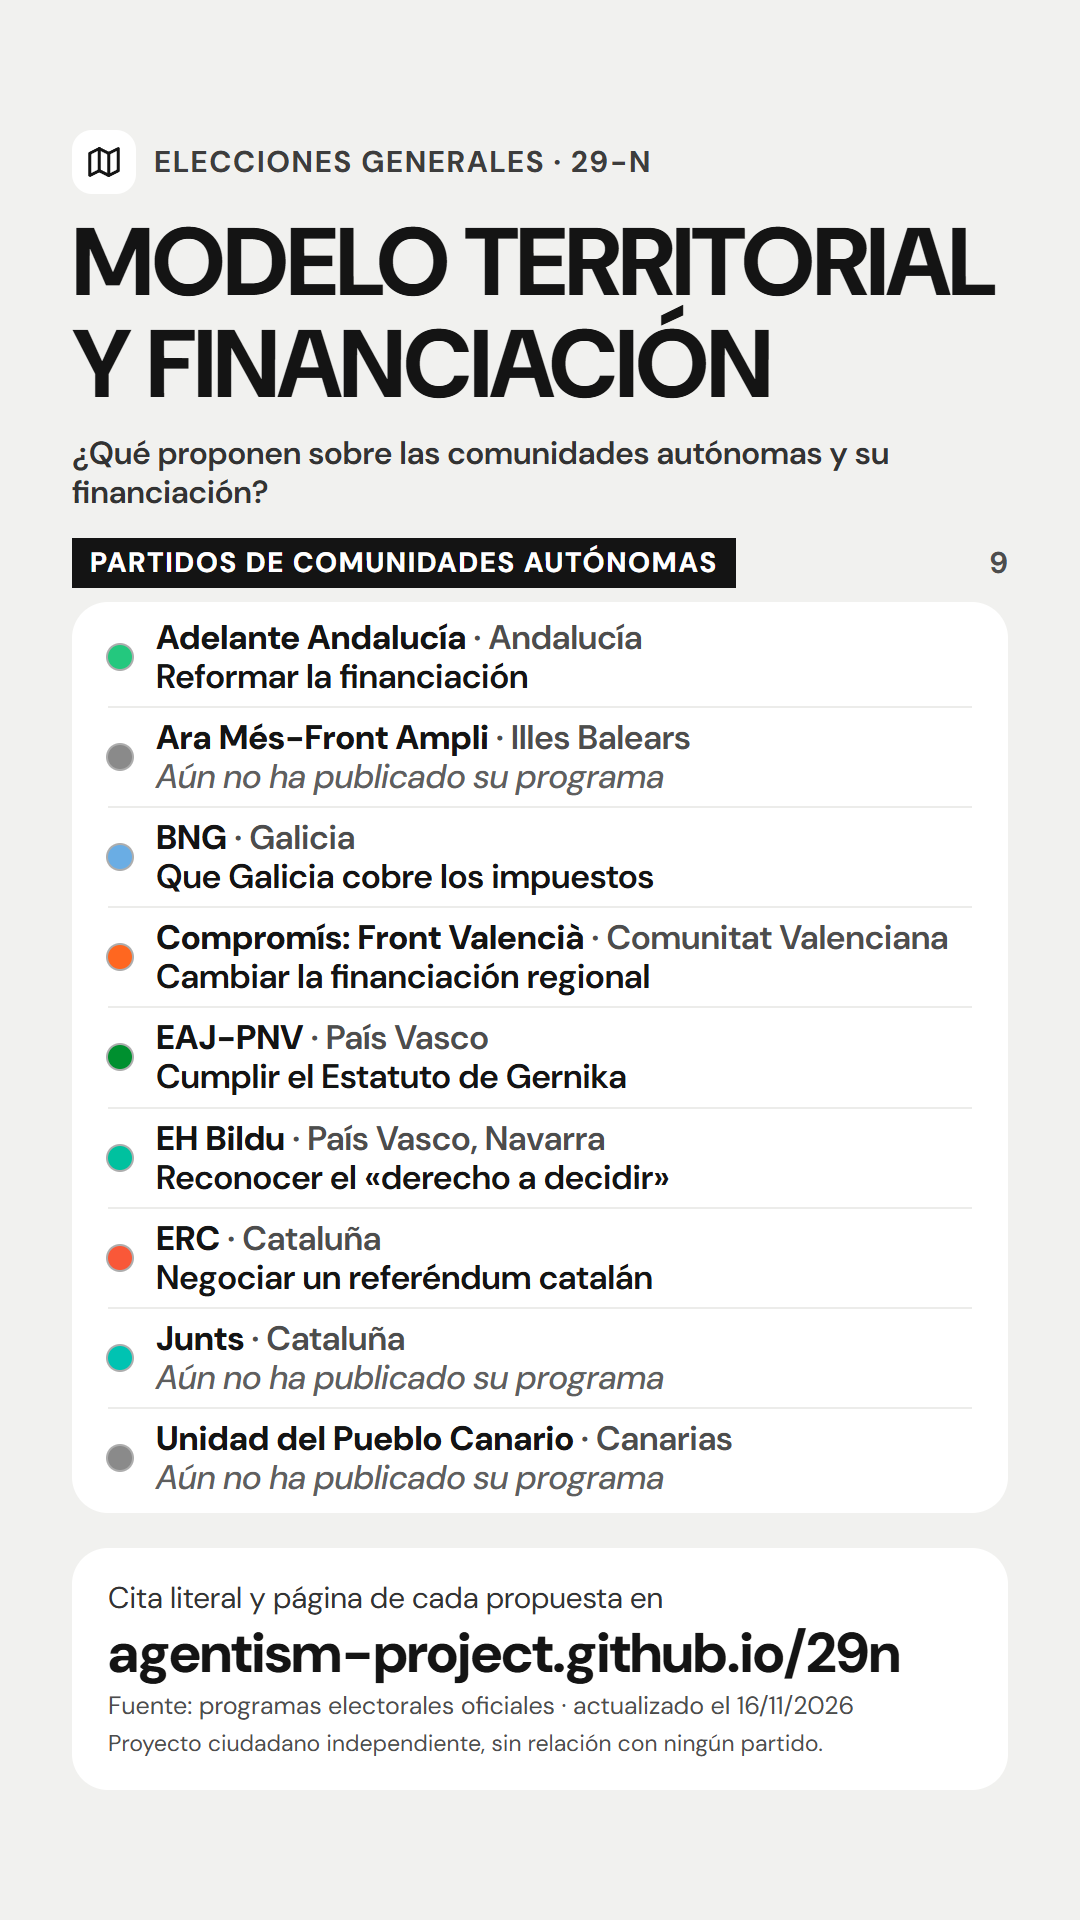 ELECCIONES GENERALES · 29-N
MODELO TERRITORIAL
Y FINANCIACIÓN
¿Qué proponen sobre las comunidades autónomas y su
financiación?
PARTIDOS DE COMUNIDADES AUTÓNOMAS 9
Adelante Andalucía · Andalucía
Reformar la financiación
Ara Més-Front Ampli · Illes Balears
Aún no ha publicado su programa
BNG · Galicia
Que Galicia cobre los impuestos
Compromís: Front Valencià · Comunitat Valenciana
Cambiar la financiación regional
EAJ-PNV · País Vasco
Cumplir el Estatuto de Gernika
EH Bildu · País Vasco, Navarra
Reconocer el «derecho a decidir»
ERC · Cataluña
Negociar un referéndum catalán
Junts · Cataluña
Aún no ha publicado su programa
Unidad del Pueblo Canario · Canarias
Aún no ha publicado su programa
Cita literal y página de cada propuesta en
agentism-project.github.io/29n
Fuente: programas electorales oficiales · actualizado el 16/11/2026
Proyecto ciudadano independiente, sin relación con ningún partido.